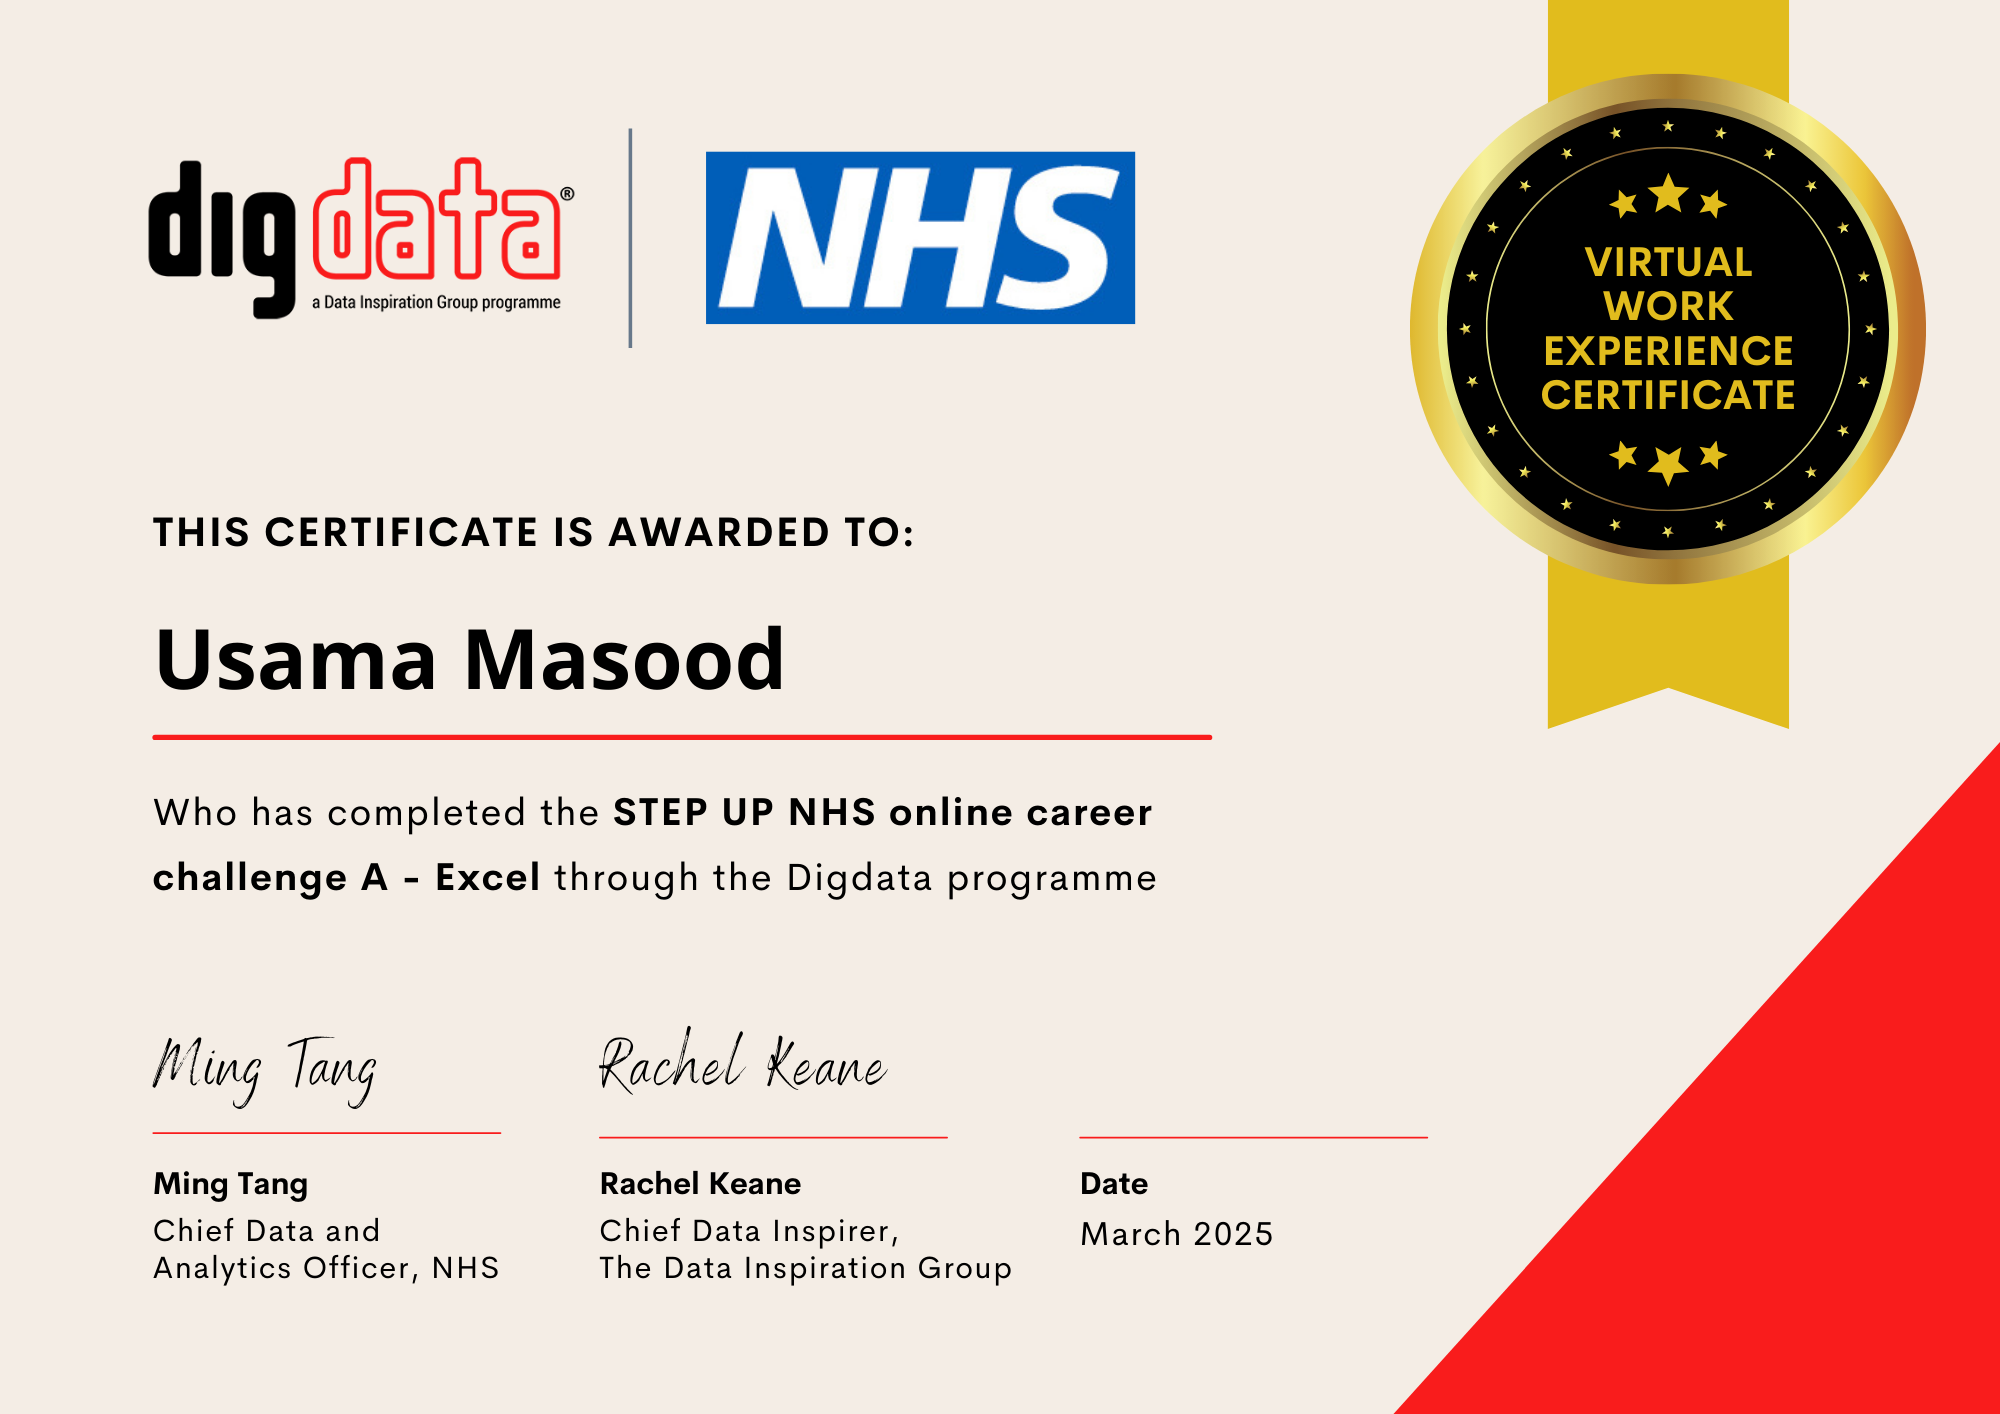 digdata®
a Data Inspiration Group programme
NHS
VIRTUAL
WORK
EXPERIENCE
CERTIFICATE
THIS CERTIFICATE IS AWARDED TO:
Usama Masood
Who has completed the STEP UP NHS online career
challenge A - Excel through the Digdata programme
Ming Tang
Rachel Keane
Ming Tang
Chief Data and
Analytics Officer, NHS
Rachel Keane
Chief Data Inspirer,
The Data Inspiration Group
Date
March 2025